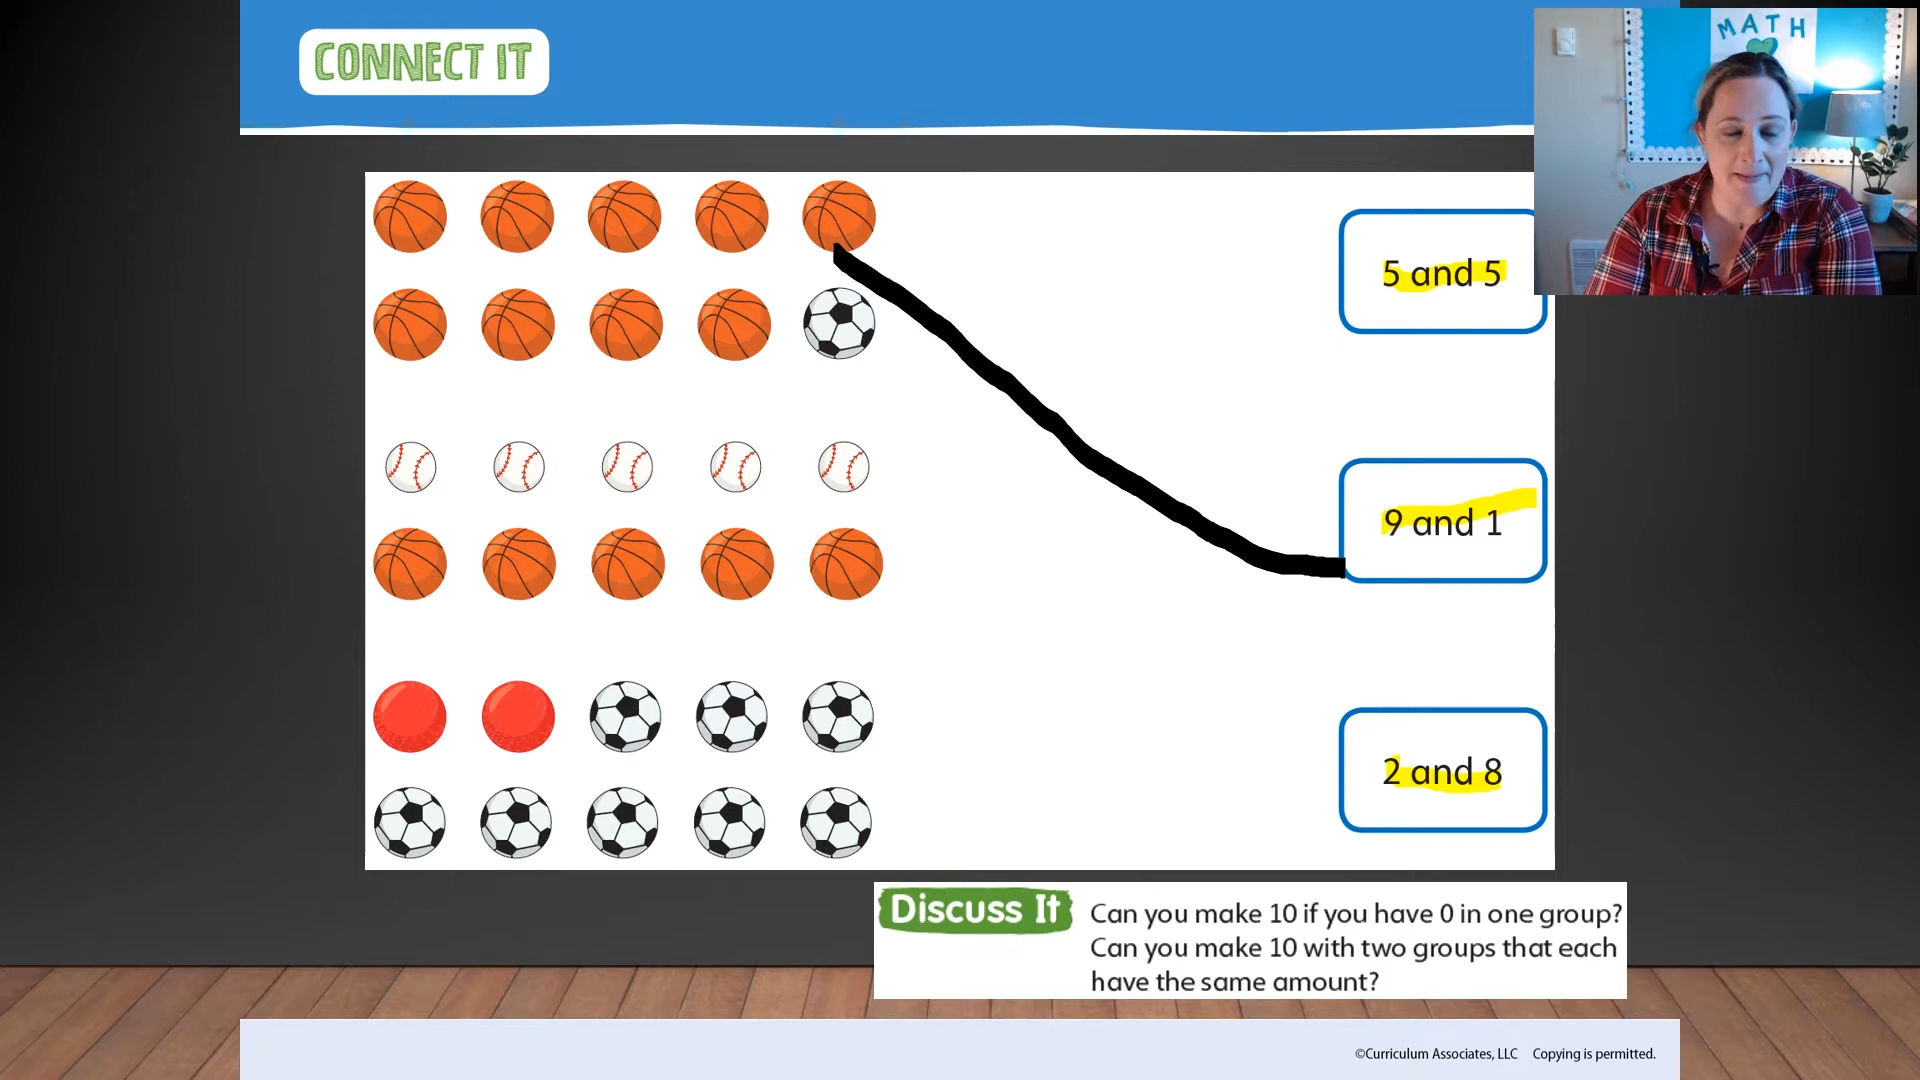 CONNECT IT
MATH
5 and 5
9 and 1
2 and 8
Discuss It
Can you make 10 if you have 0 in one group?
Can you make 10 with two groups that each
have the same amount?
©Curriculum Associates, LLC Copying is permitted.